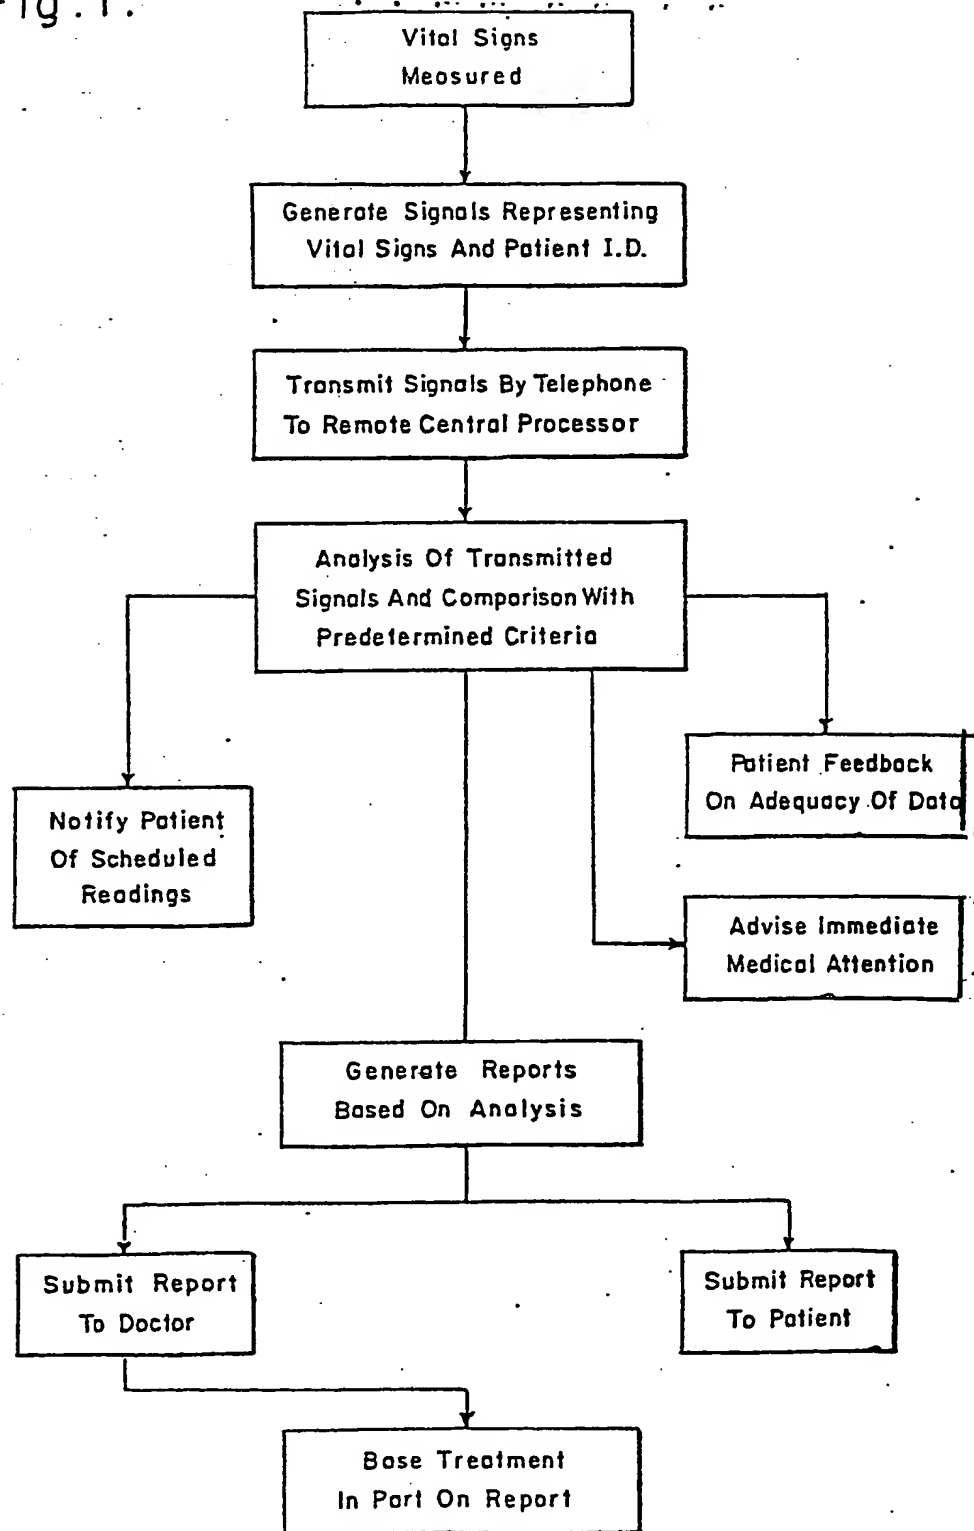 Fig. 1.
Vital Signs
Measured
Generate Signals Representing
Vital Signs And Patient I.D.
Transmit Signals By Telephone
To Remote Central Processor
Analysis Of Transmitted
Signals And Comparison With
Predetermined Criteria
Patient Feedback
On Adequacy Of Data
Notify Patient
Of Scheduled
Readings
Advise Immediate
Medical Attention
Generate Reports
Based On Analysis
Submit Report
To Doctor
Submit Report
To Patient
Base Treatment
In Part On Report